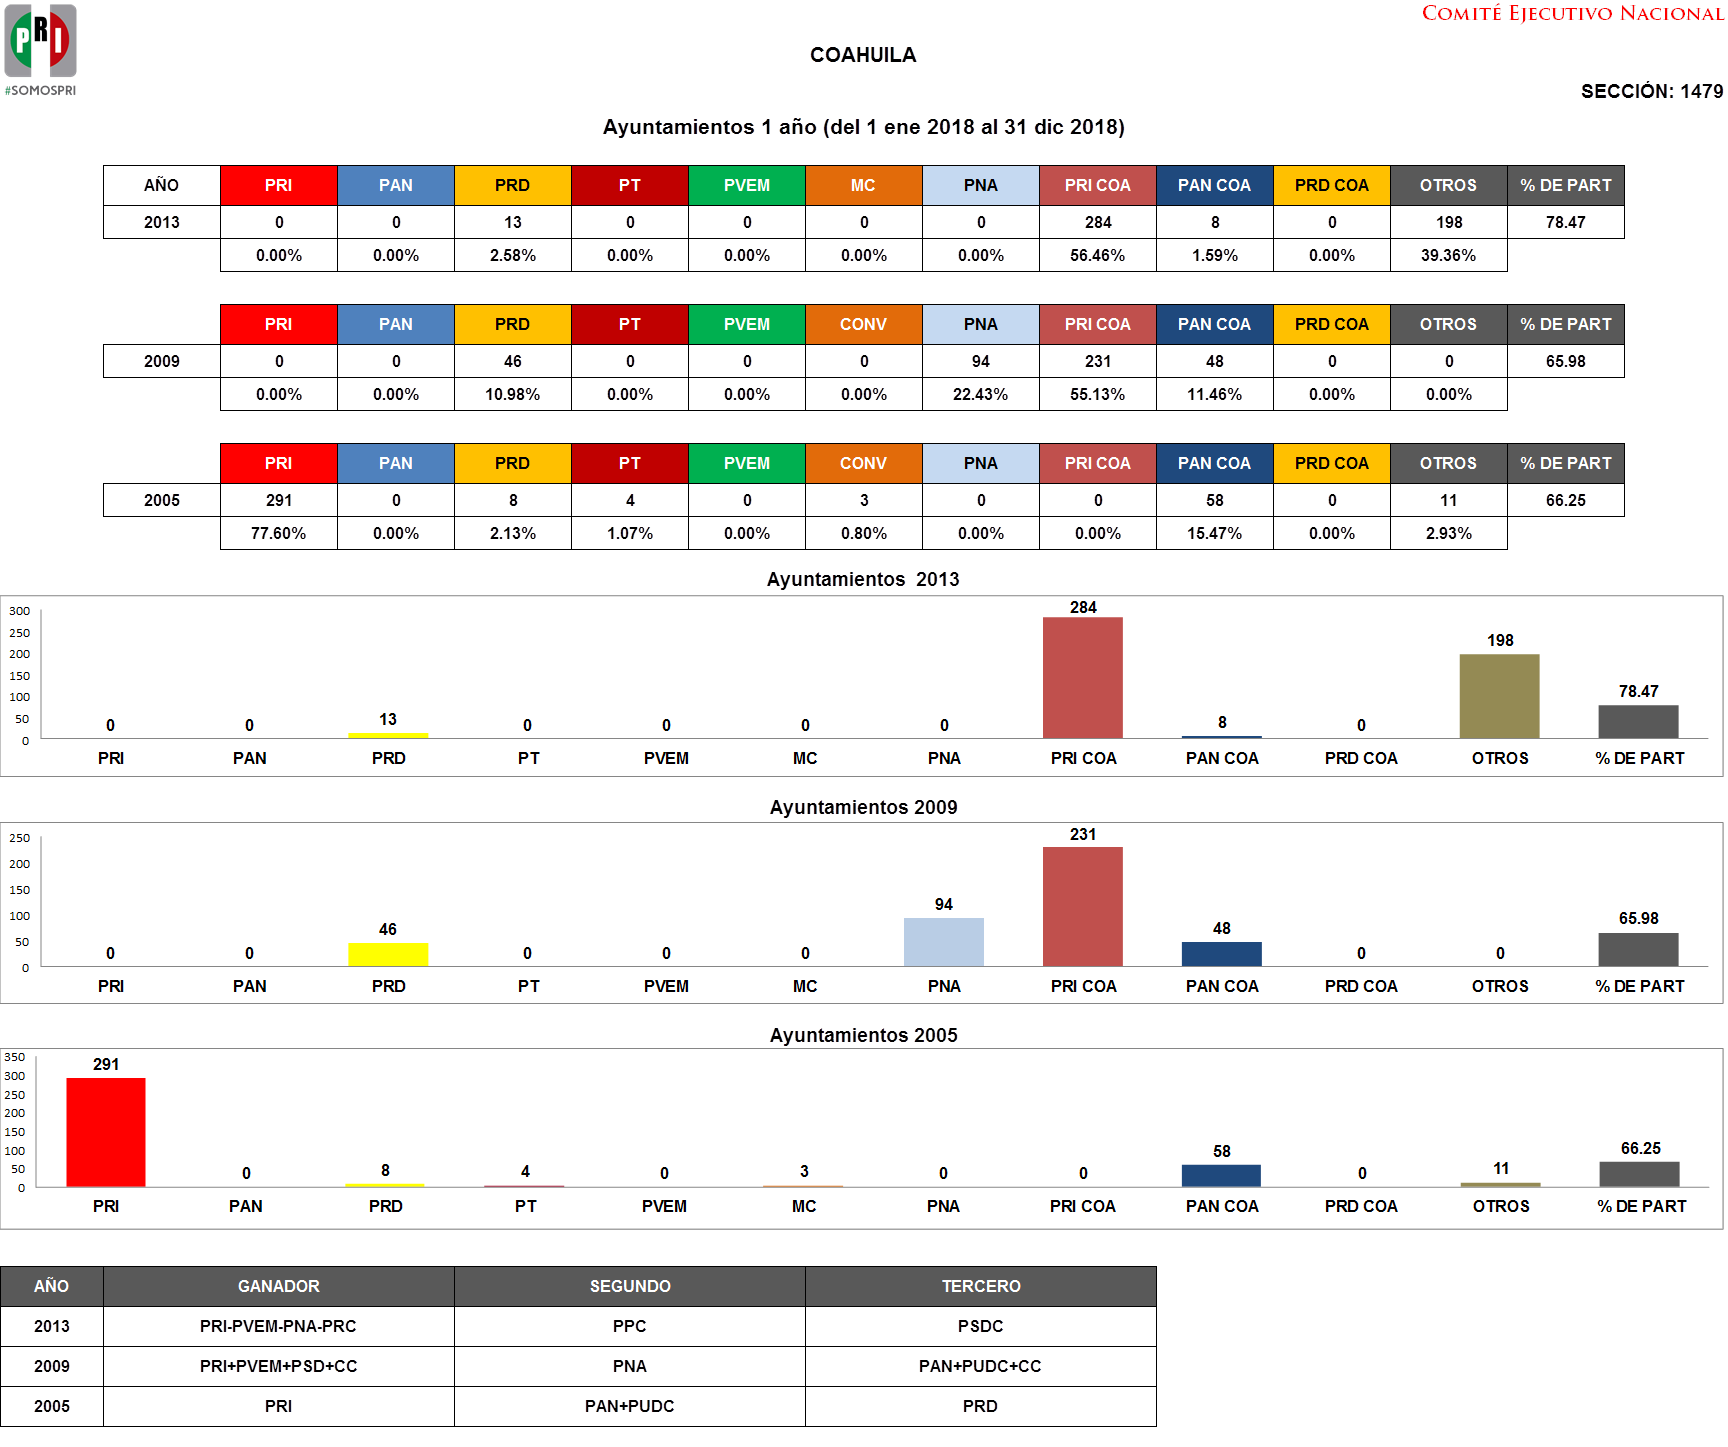 COMITÉ EJECUTIVO NACIONAL
PRI
#SOMOSPRI
COAHUILA
SECCIÓN: 1479
Ayuntamientos 1 año (del 1 ene 2018 al 31 dic 2018)
AÑO PRI PAN PRD PT PVEM MC PNA PRI COA PAN COA PRD COA OTROS % DE PART
2013 0 0 13 0 0 0 0 284 8 0 198 78.47
0.00% 0.00% 2.58% 0.00% 0.00% 0.00% 0.00% 56.46% 1.59% 0.00% 39.36%
PRI PAN PRD PT PVEM CONV PNA PRI COA PAN COA PRD COA OTROS % DE PART
2009 0 0 46 0 0 0 94 231 48 0 0 65.98
0.00% 0.00% 10.98% 0.00% 0.00% 0.00% 22.43% 55.13% 11.46% 0.00% 0.00%
PRI PAN PRD PT PVEM CONV PNA PRI COA PAN COA PRD COA OTROS % DE PART
2005 291 0 8 4 0 3 0 0 58 0 11 66.25
77.60% 0.00% 2.13% 1.07% 0.00% 0.80% 0.00% 0.00% 15.47% 0.00% 2.93%
Ayuntamientos 2013
300
250
200
150
100
50
0
0 0 13 0 0 0 0 284 8 0 198 78.47
PRI PAN PRD PT PVEM MC PNA PRI COA PAN COA PRD COA OTROS % DE PART
Ayuntamientos 2009
250
200
150
100
50
0
0 0 46 0 0 0 94 231 48 0 0 65.98
PRI PAN PRD PT PVEM MC PNA PRI COA PAN COA PRD COA OTROS % DE PART
Ayuntamientos 2005
350
300
250
200
150
100
50
0
291 0 8 4 0 3 0 0 58 0 11 66.25
PRI PAN PRD PT PVEM MC PNA PRI COA PAN COA PRD COA OTROS % DE PART
AÑO GANADOR SEGUNDO TERCERO
2013 PRI-PVEM-PNA-PRC PPC PSDC
2009 PRI+PVEM+PSD+CC PNA PAN+PUDC+CC
2005 PRI PAN+PUDC PRD